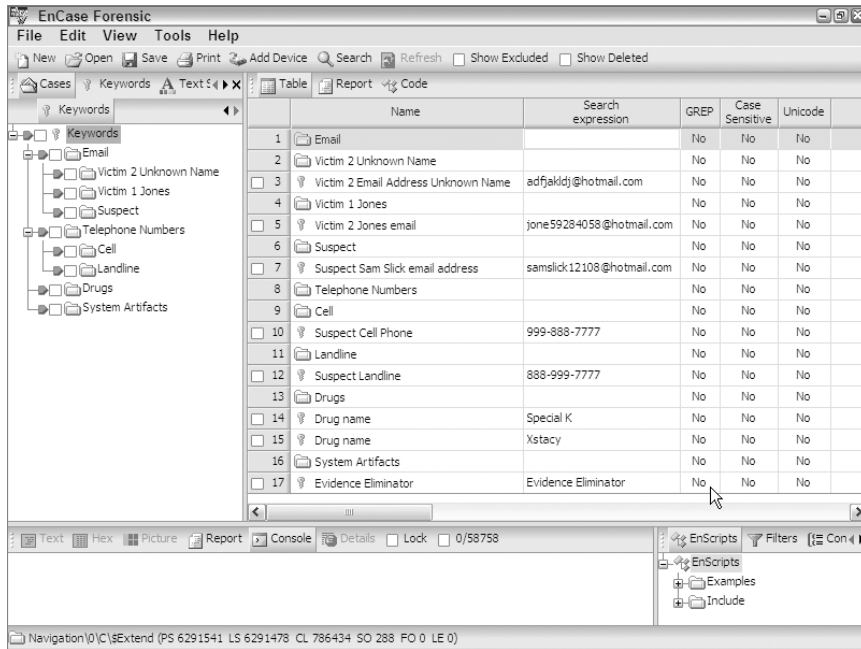 EnCase Forensic
File Edit View Tools Help
New Open Save Print Add Device Search Refresh Show Excluded Show Deleted
Cases Keywords Text S Table Report Code
Keywords
Keywords
Email
Victim 2 Unknown Name
Victim 1 Jones
Suspect
Telephone Numbers
Cell
Landline
Drugs
System Artifacts
Name Search expression GREP Case Sensitive Unicode
1 Email No No No
2 Victim 2 Unknown Name No No No
3 Victim 2 Email Address Unknown Name adfjakldj@hotmail.com No No No
4 Victim 1 Jones No No No
5 Victim 2 Jones email jone59284058@hotmail.com No No No
6 Suspect No No No
7 Suspect Sam Slick email address samslick12108@hotmail.com No No No
8 Telephone Numbers No No No
9 Cell No No No
10 Suspect Cell Phone 999-888-7777 No No No
11 Landline No No No
12 Suspect Landline 888-999-7777 No No No
13 Drugs No No No
14 Drug name Special K No No No
15 Drug name Xstacy No No No
16 System Artifacts No No No
17 Evidence Eliminator Evidence Eliminator No No No
Text Hex Picture Report Console Details Lock 0/58758
EnScripts Filters Con
EnScripts
Examples
Include
Navigation\0\C\$Extend (PS 6291541 LS 6291478 CL 786434 SO 288 FO 0 LE 0)